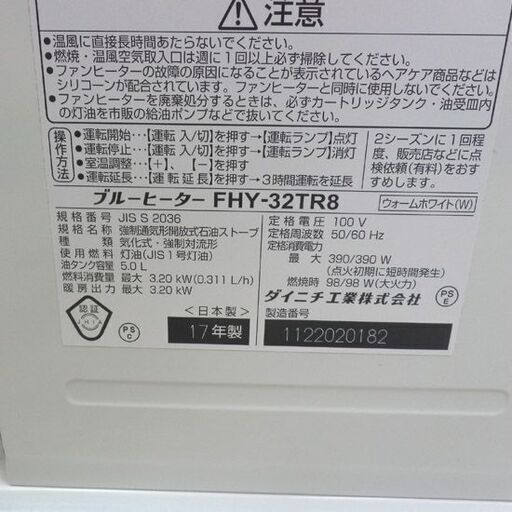 ⚠注意
●温風に直接長時間あたらないでください。
●燃焼・温風空気取入口は週に1回以上必ず掃除してください。
●ファンヒーターの故障の原因になることが表示されているヘアケア商品などは
シリコーンが配合されています。ファンヒーターと同時に使用しないでください。
●ファンヒーターを廃棄処分するときは、必ずカートリッジタンク・油受皿内
の灯油を市販の給油ポンプなどで抜いてください。
操作方法
●運転開始…【運転 入/切】を押す→【運転ランプ】点灯
●運転停止…【運転 入/切】を押す→【運転ランプ】消灯
●室温調整…【+】、【-】を押す
●運転延長…【運転延長】を押す→3時間運転を延長
2シーズンに1回程
度、販売店などに点
検依頼(有料)をおす
すめします。
ブルーヒーター FHY-32TR8 ウォームホワイト(W)
規格番号 JIS S 2036
種類 強制通気形開放式石油ストーブ
気化式・強制対流形
使用燃料 灯油(JIS1号灯油)
油タンク容量 5.0 L
燃料消費量 最大 3.20 kW(0.311 L/h)
暖房出力 最大 3.20 kW
定格電圧 100 V
定格周波数 50/60 Hz
定格消費電力
最大 390/390 W
(点火初期に短時間発生)
燃焼時 98/98 W(大火力)
認証
JHIA
PS
C
<日本製>
17年製
ダイニチ工業株式会社
PS
E
製造番号
1122020182